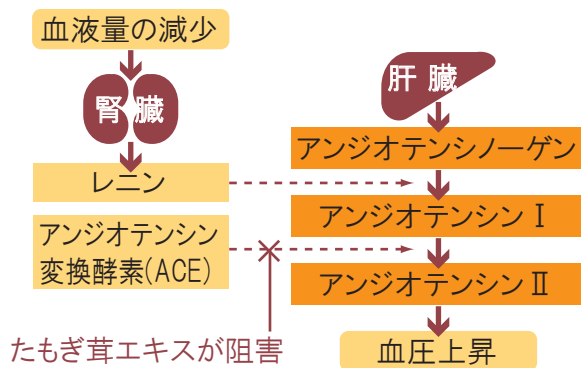 血液量の減少
腎臓
レニン
アンジオテンシン
変換酵素(ACE)
たもぎ茸エキスが阻害
肝臓
アンジオテンシノーゲン
アンジオテンシンⅠ
アンジオテンシンⅡ
血圧上昇